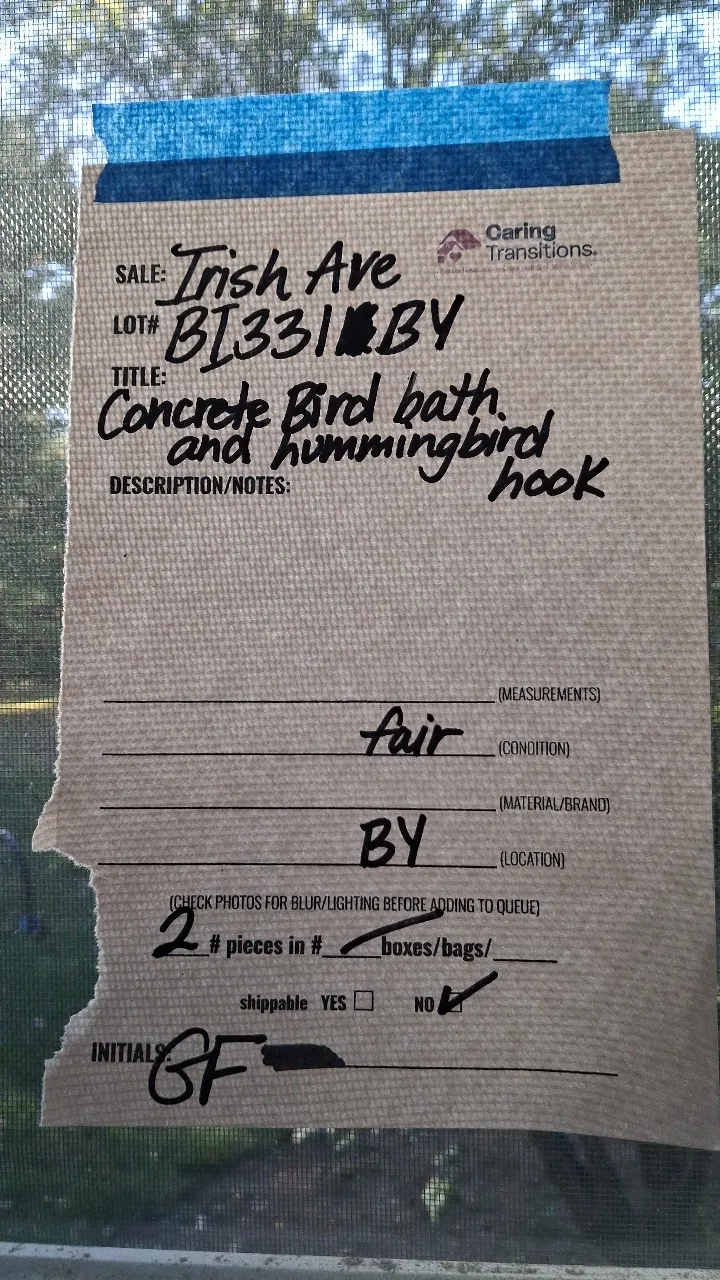 Caring
Transitions.
SALE: Irish Ave
LOT# BI331 BY
TITLE:
Concrete Bird bath
and hummingbird
hook
DESCRIPTION/NOTES:
(MEASUREMENTS)
fair (CONDITION)
(MATERIAL/BRAND)
BY (LOCATION)
(CHECK PHOTOS FOR BLUR/LIGHTING BEFORE ADDING TO QUEUE)
2 # pieces in # boxes/bags/
shippable YES ☐ NO ☑
INITIALS: GF